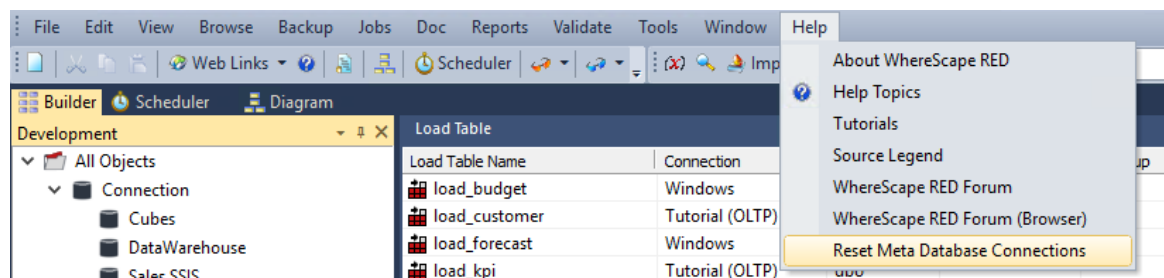 File Edit View Browse Backup Jobs Doc Reports Validate Tools Window Help
Web Links Scheduler (x) Imp
About WhereScape RED
Help Topics
Tutorials
Source Legend
WhereScape RED Forum
WhereScape RED Forum (Browser)
Reset Meta Database Connections
Builder Scheduler Diagram
Development
All Objects
Connection
Cubes
DataWarehouse
Sales SSIS
Load Table
Load Table Name Connection up
load_budget Windows
load_customer Tutorial (OLTP)
load_forecast Windows
load_kpi Tutorial (OLTP) dbo